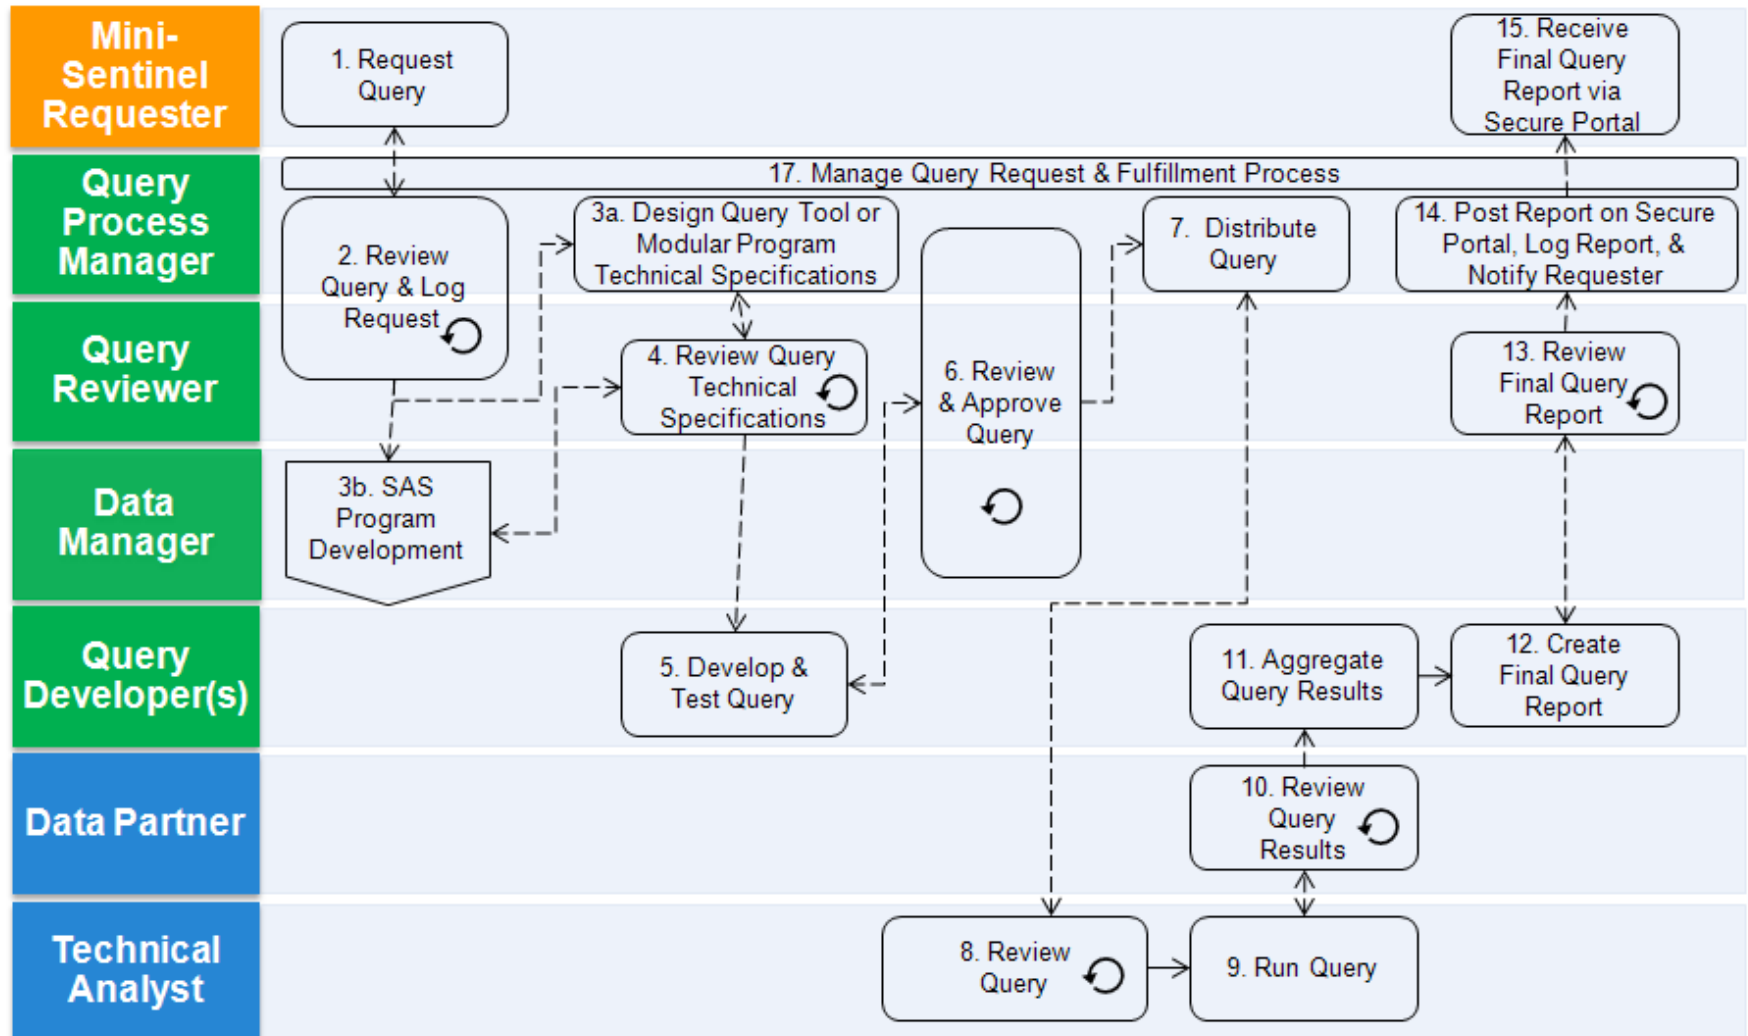 Mini-
Sentinel
Requester
1. Request
Query
15. Receive
Final Query
Report via
Secure Portal
Query
Process
Manager
17. Manage Query Request & Fulfillment Process
2. Review
Query & Log
Request
3a. Design Query Tool or
Modular Program
Technical Specifications
7. Distribute
Query
14. Post Report on Secure
Portal, Log Report, &
Notify Requester
Query
Reviewer
4. Review Query
Technical
Specifications
6. Review
& Approve
Query
13. Review
Final Query
Report
Data
Manager
3b. SAS
Program
Development
Query
Developer(s)
5. Develop &
Test Query
11. Aggregate
Query Results
12. Create
Final Query
Report
Data Partner
10. Review
Query
Results
Technical
Analyst
8. Review
Query
9. Run Query